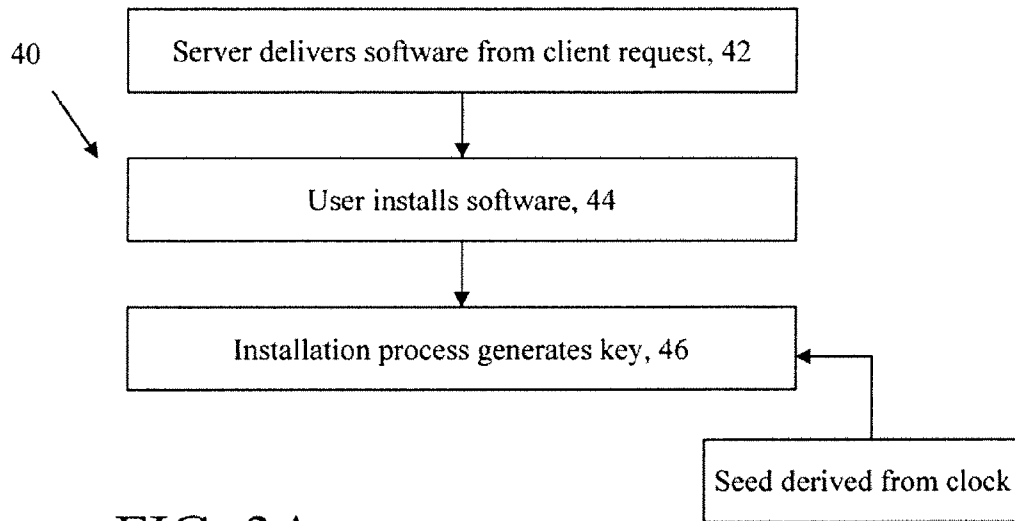 40
Server delivers software from client request, 42
User installs software, 44
Installation process generates key, 46
Seed derived from clock